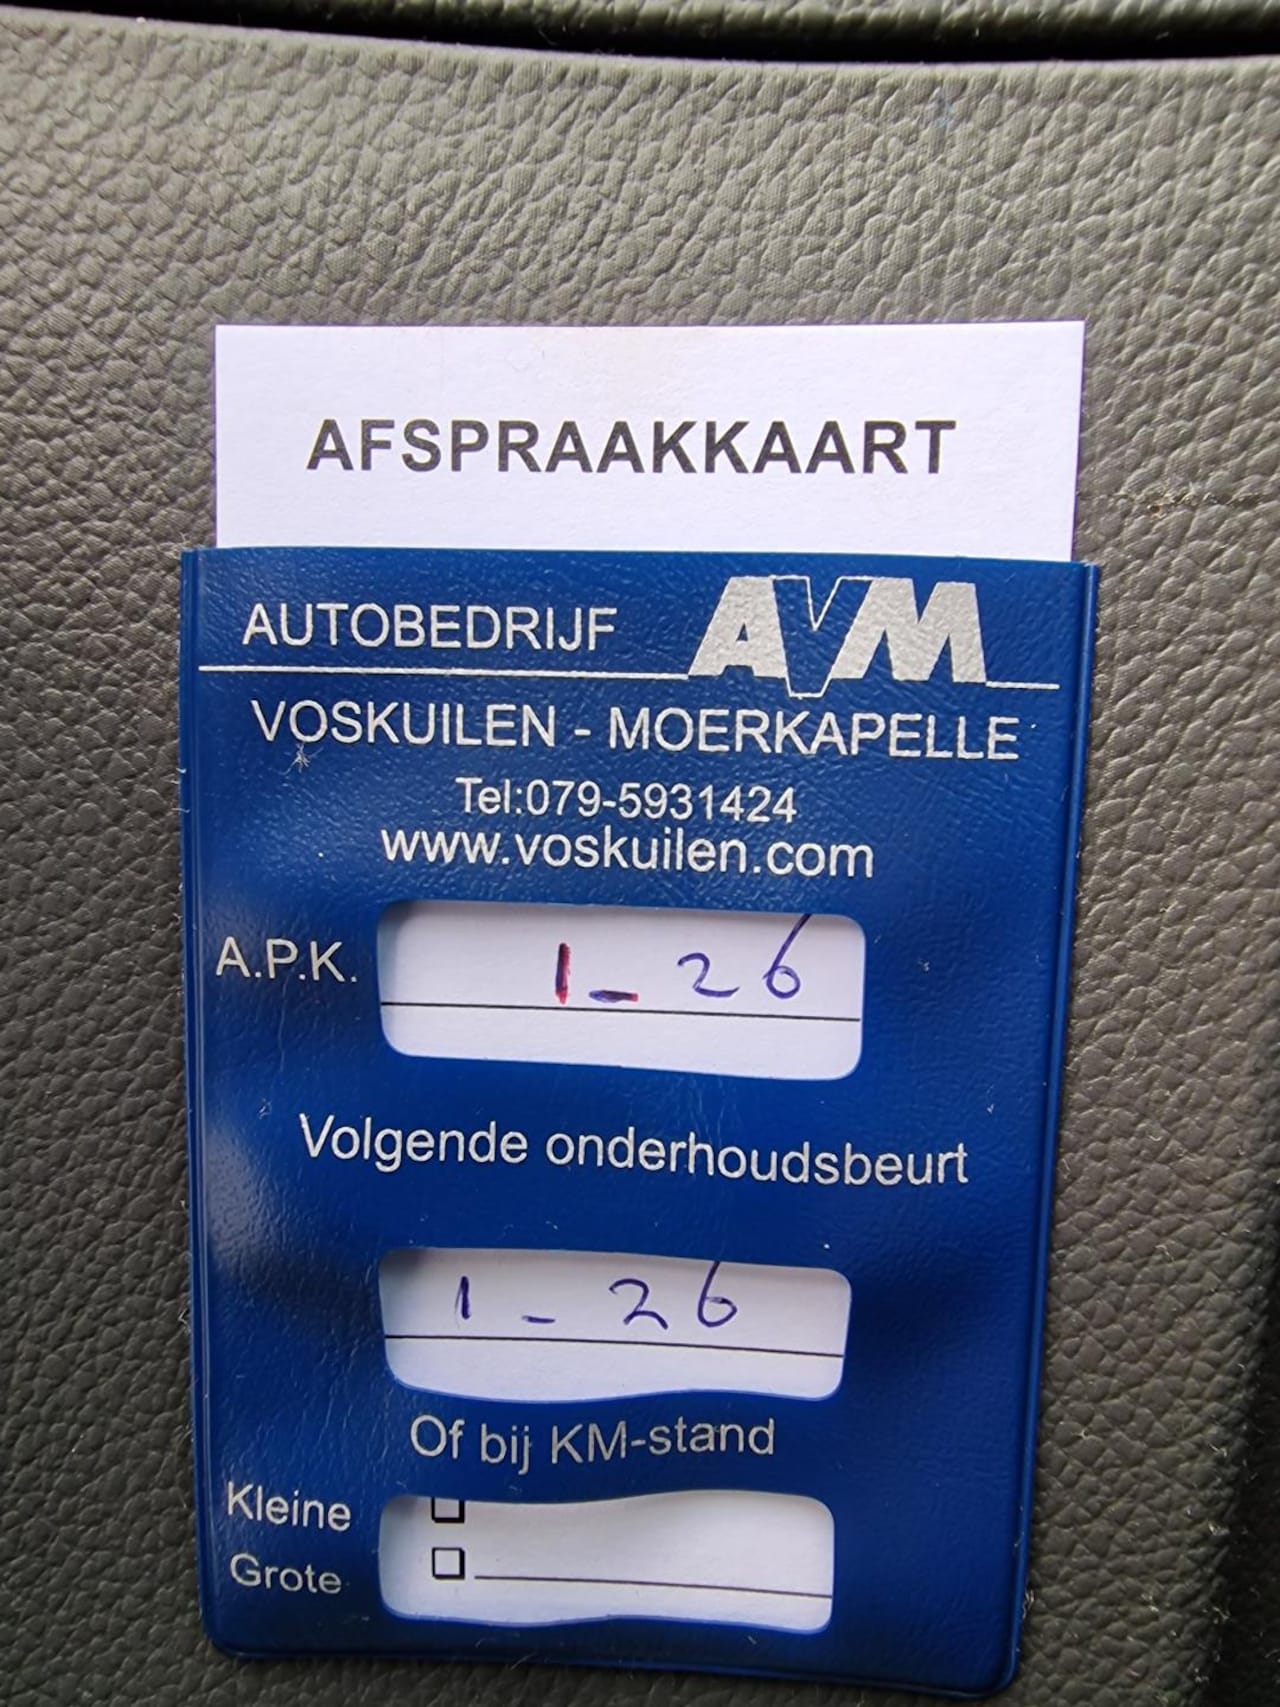 AFSPRAAKKAART
AUTOBEDRIJF AVM
VOSKUILEN - MOERKAPELLE
Tel:079-5931424
www.voskuilen.com
A.P.K. 1-26
Volgende onderhoudsbeurt
1-26
Of bij KM-stand
Kleine
Grote